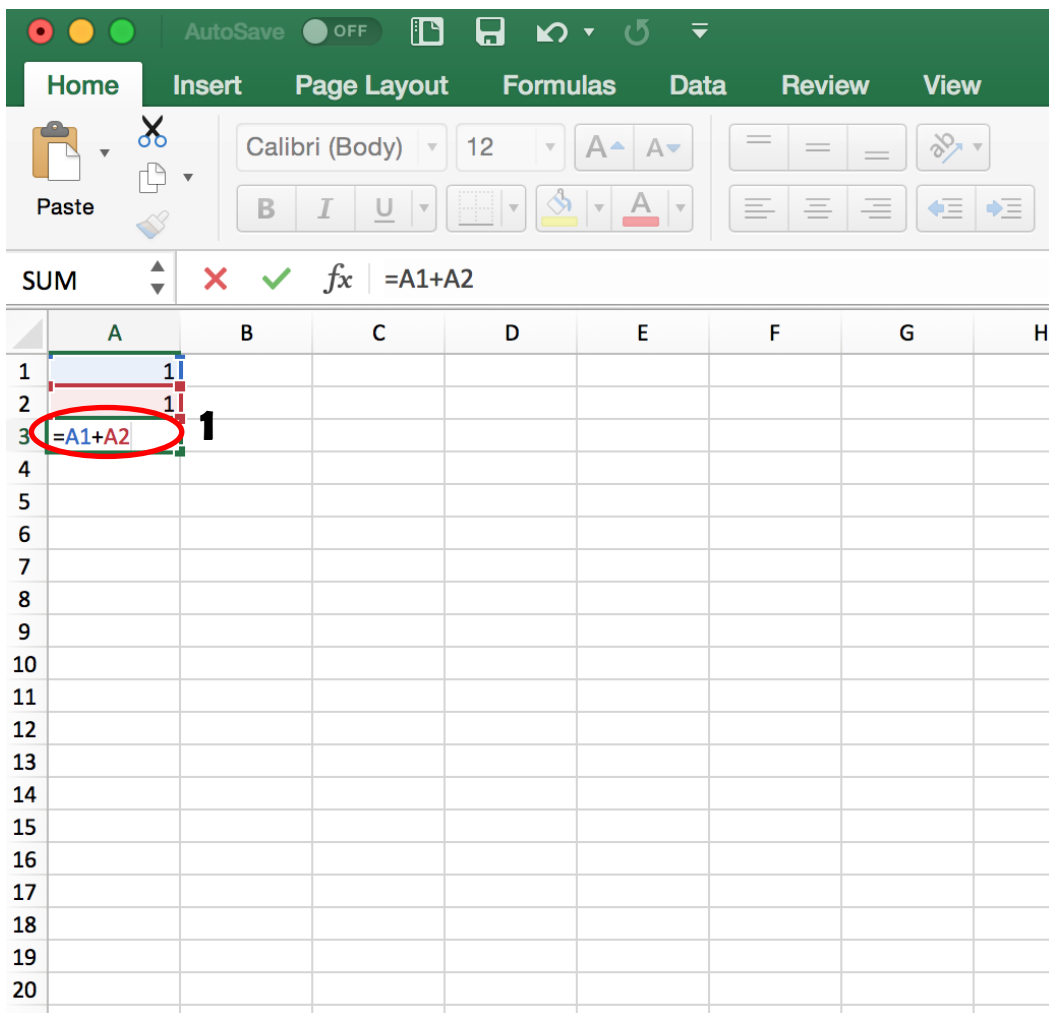 AutoSave OFF
Home Insert Page Layout Formulas Data Review View
Calibri (Body) 12 A A ab
Paste B I U A
SUM fx =A1+A2
A B C D E F G H
1 1
2 1
3 =A1+A2 1
4
5
6
7
8
9
10
11
12
13
14
15
16
17
18
19
20